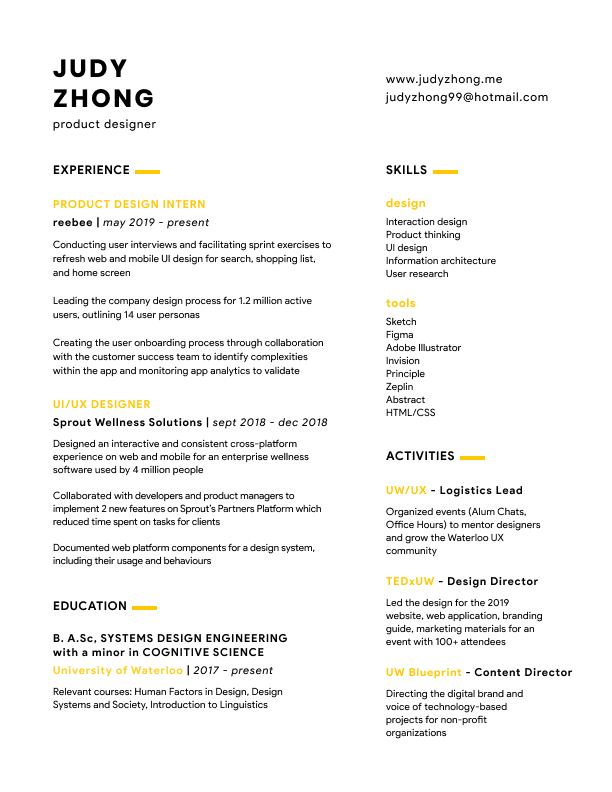 JUDY
ZHONG
product designer
www.judyzhong.me
judyzhong99@hotmail.com
EXPERIENCE
PRODUCT DESIGN INTERN
reebee | may 2019 - present
Conducting user interviews and facilitating sprint exercises to
refresh web and mobile UI design for search, shopping list,
and home screen
Leading the company design process for 1.2 million active
users, outlining 14 user personas
Creating the user onboarding process through collaboration
with the customer success team to identify complexities
within the app and monitoring app analytics to validate
UI/UX DESIGNER
Sprout Wellness Solutions | sept 2018 - dec 2018
Designed an interactive and consistent cross-platform
experience on web and mobile for an enterprise wellness
software used by 4 million people
Collaborated with developers and product managers to
implement 2 new features on Sprout's Partners Platform which
reduced time spent on tasks for clients
Documented web platform components for a design system,
including their usage and behaviours
EDUCATION
B. A.Sc, SYSTEMS DESIGN ENGINEERING
with a minor in COGNITIVE SCIENCE
University of Waterloo | 2017 - present
Relevant courses: Human Factors in Design, Design
Systems and Society, Introduction to Linguistics
SKILLS
design
Interaction design
Product thinking
UI design
Information architecture
User research
tools
Sketch
Figma
Adobe Illustrator
Invision
Principle
Zeplin
Abstract
HTML/CSS
ACTIVITIES
UW/UX - Logistics Lead
Organized events (Alum Chats,
Office Hours) to mentor designers
and grow the Waterloo UX
community
TEDxUW - Design Director
Led the design for the 2019
website, web application, branding
guide, marketing materials for an
event with 100+ attendees
UW Blueprint - Content Director
Directing the digital brand and
voice of technology-based
projects for non-profit
organizations